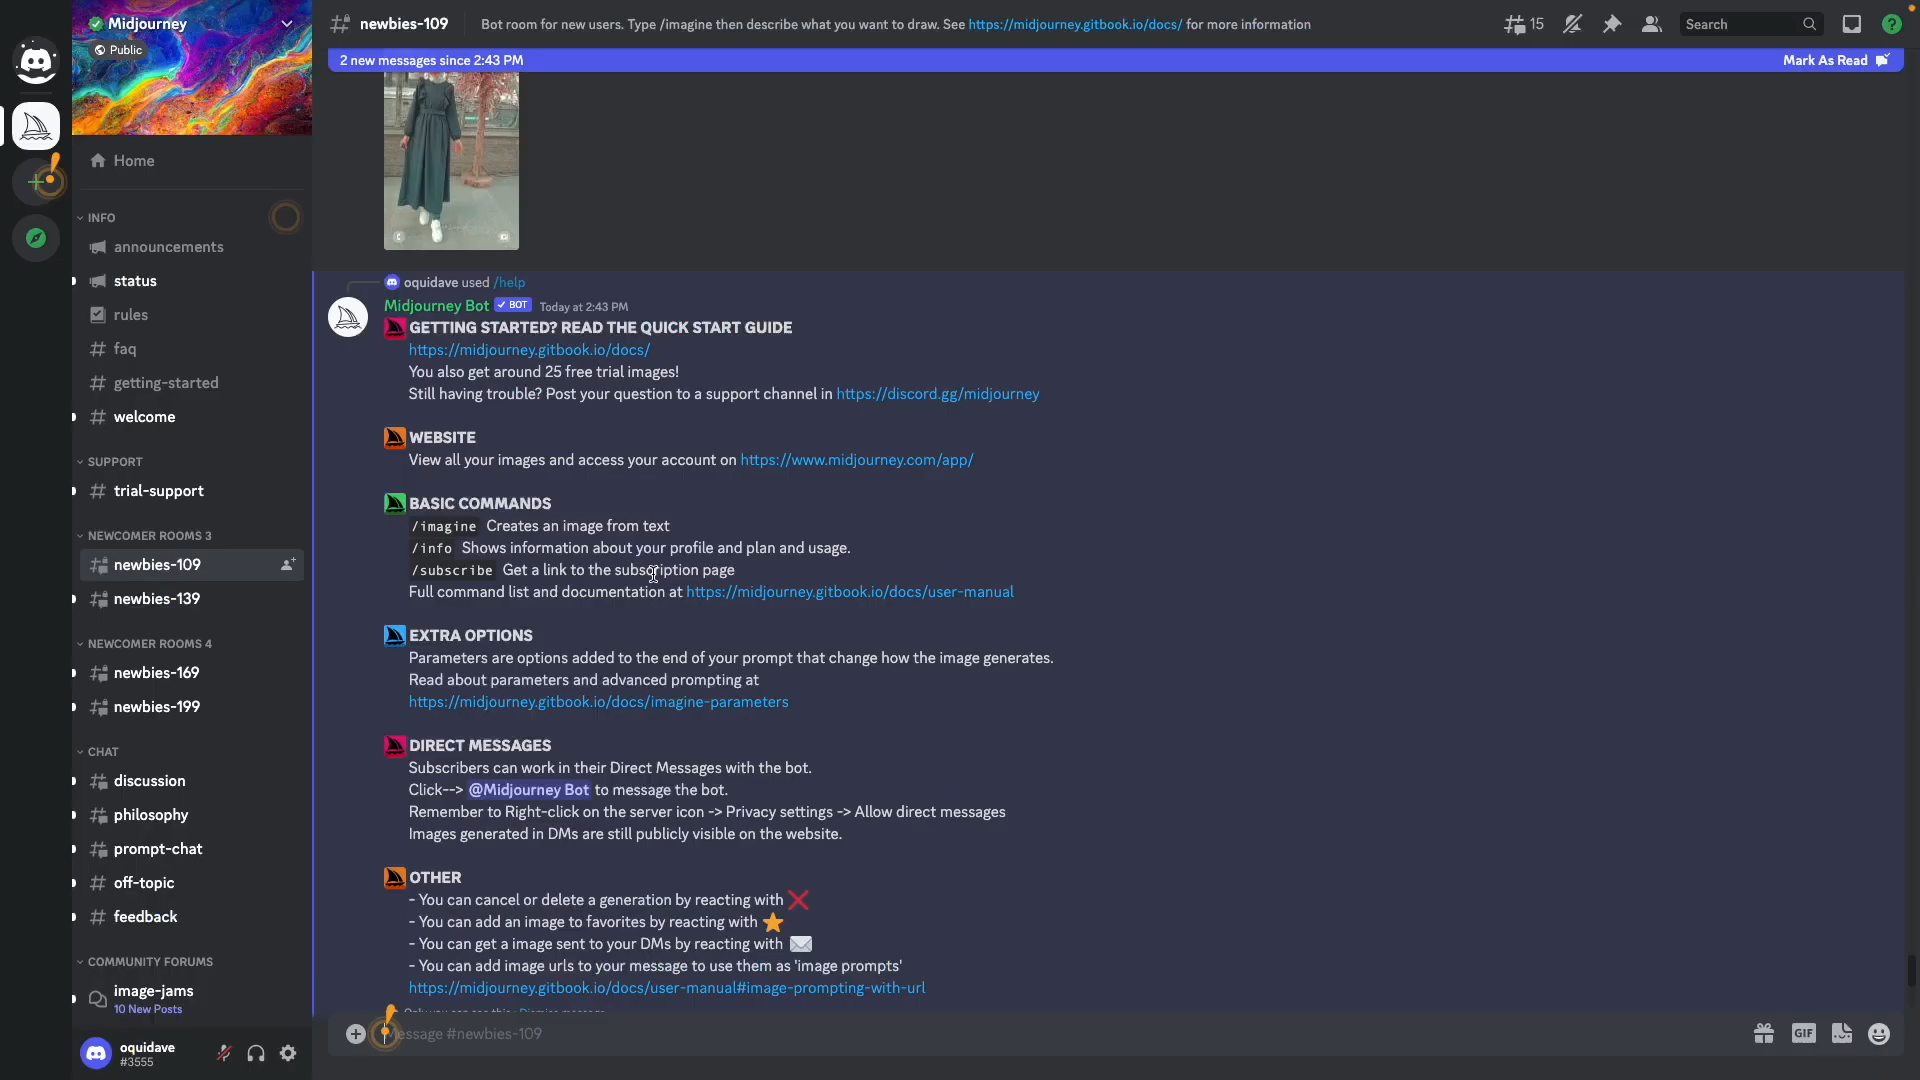 Midjourney
Public
Home
INFO
announcements
status
rules
faq
getting-started
welcome
SUPPORT
trial-support
NEWCOMER ROOMS 3
newbies-109
newbies-139
NEWCOMER ROOMS 4
newbies-169
newbies-199
CHAT
discussion
philosophy
prompt-chat
off-topic
feedback
COMMUNITY FORUMS
image-jams
10 New Posts
oquidave
#3555
newbies-109
Bot room for new users. Type /imagine then describe what you want to draw. See https://midjourney.gitbook.io/docs/ for more information
15
Search
2 new messages since 2:43 PM
Mark As Read
oquidave used /help
Midjourney Bot BOT Today at 2:43 PM
GETTING STARTED? READ THE QUICK START GUIDE
https://midjourney.gitbook.io/docs/
You also get around 25 free trial images!
Still having trouble? Post your question to a support channel in https://discord.gg/midjourney
WEBSITE
View all your images and access your account on https://www.midjourney.com/app/
BASIC COMMANDS
/imagine Creates an image from text
/info Shows information about your profile and plan and usage.
/subscribe Get a link to the subscription page
Full command list and documentation at https://midjourney.gitbook.io/docs/user-manual
EXTRA OPTIONS
Parameters are options added to the end of your prompt that change how the image generates.
Read about parameters and advanced prompting at
https://midjourney.gitbook.io/docs/imagine-parameters
DIRECT MESSAGES
Subscribers can work in their Direct Messages with the bot.
Click--> @Midjourney Bot to message the bot.
Remember to Right-click on the server icon -> Privacy settings -> Allow direct messages
Images generated in DMs are still publicly visible on the website.
OTHER
- You can cancel or delete a generation by reacting with ❌
- You can add an image to favorites by reacting with ⭐
- You can get a image sent to your DMs by reacting with ✉️
- You can add image urls to your message to use them as 'image prompts'
https://midjourney.gitbook.io/docs/user-manual#image-prompting-with-url
Only you can see this • Dismiss message
Message #newbies-109
GIF